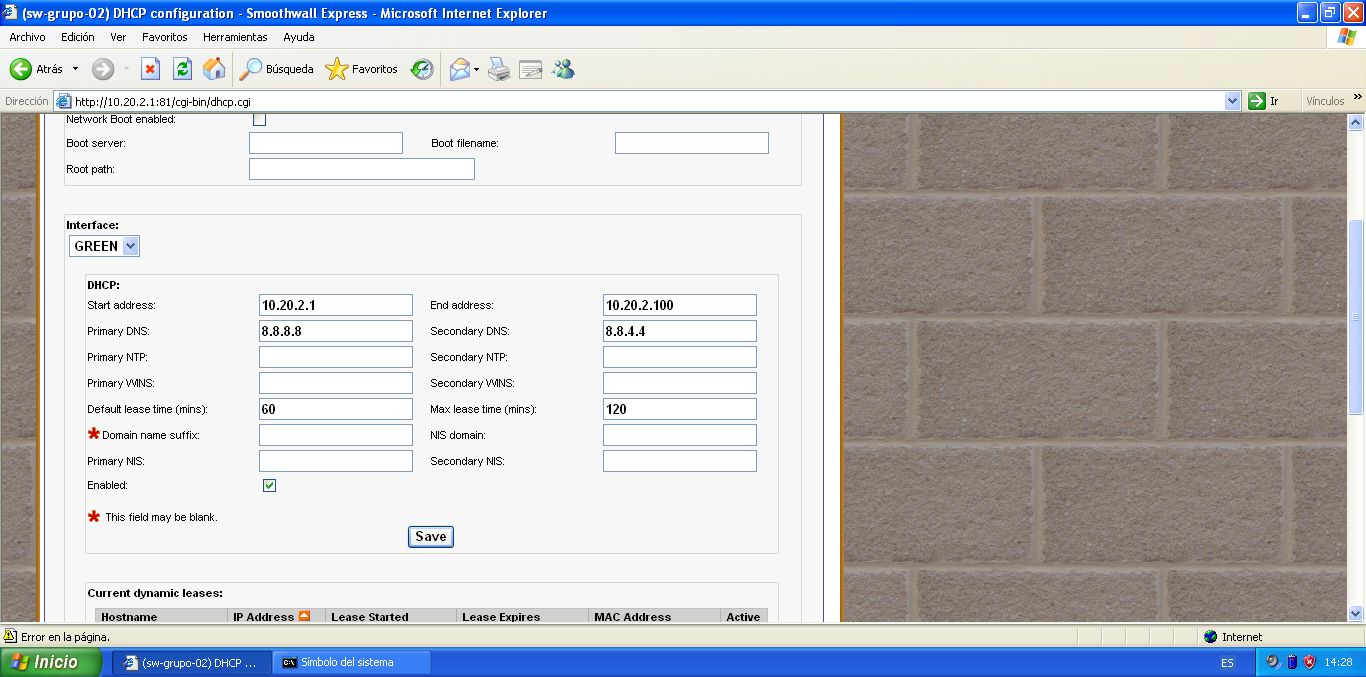 (sw-grupo-02) DHCP configuration - Smoothwall Express - Microsoft Internet Explorer
Archivo Edición Ver Favoritos Herramientas Ayuda
Atrás Búsqueda Favoritos
Dirección http://10.20.2.1:81/cgi-bin/dhcp.cgi Ir Vínculos »
Network Boot enabled:
Boot server: Boot filename:
Root path:
Interface:
GREEN
DHCP:
Start address: 10.20.2.1 End address: 10.20.2.100
Primary DNS: 8.8.8.8 Secondary DNS: 8.8.4.4
Primary NTP: Secondary NTP:
Primary WINS: Secondary WINS:
Default lease time (mins): 60 Max lease time (mins): 120
* Domain name suffix: NIS domain:
Primary NIS: Secondary NIS:
Enabled:
* This field may be blank.
Save
Current dynamic leases:
Hostname IP Address Lease Started Lease Expires MAC Address Active
Error en la página. Internet
Inicio (sw-grupo-02) DHCP ... Símbolo del sistema ES 14:28